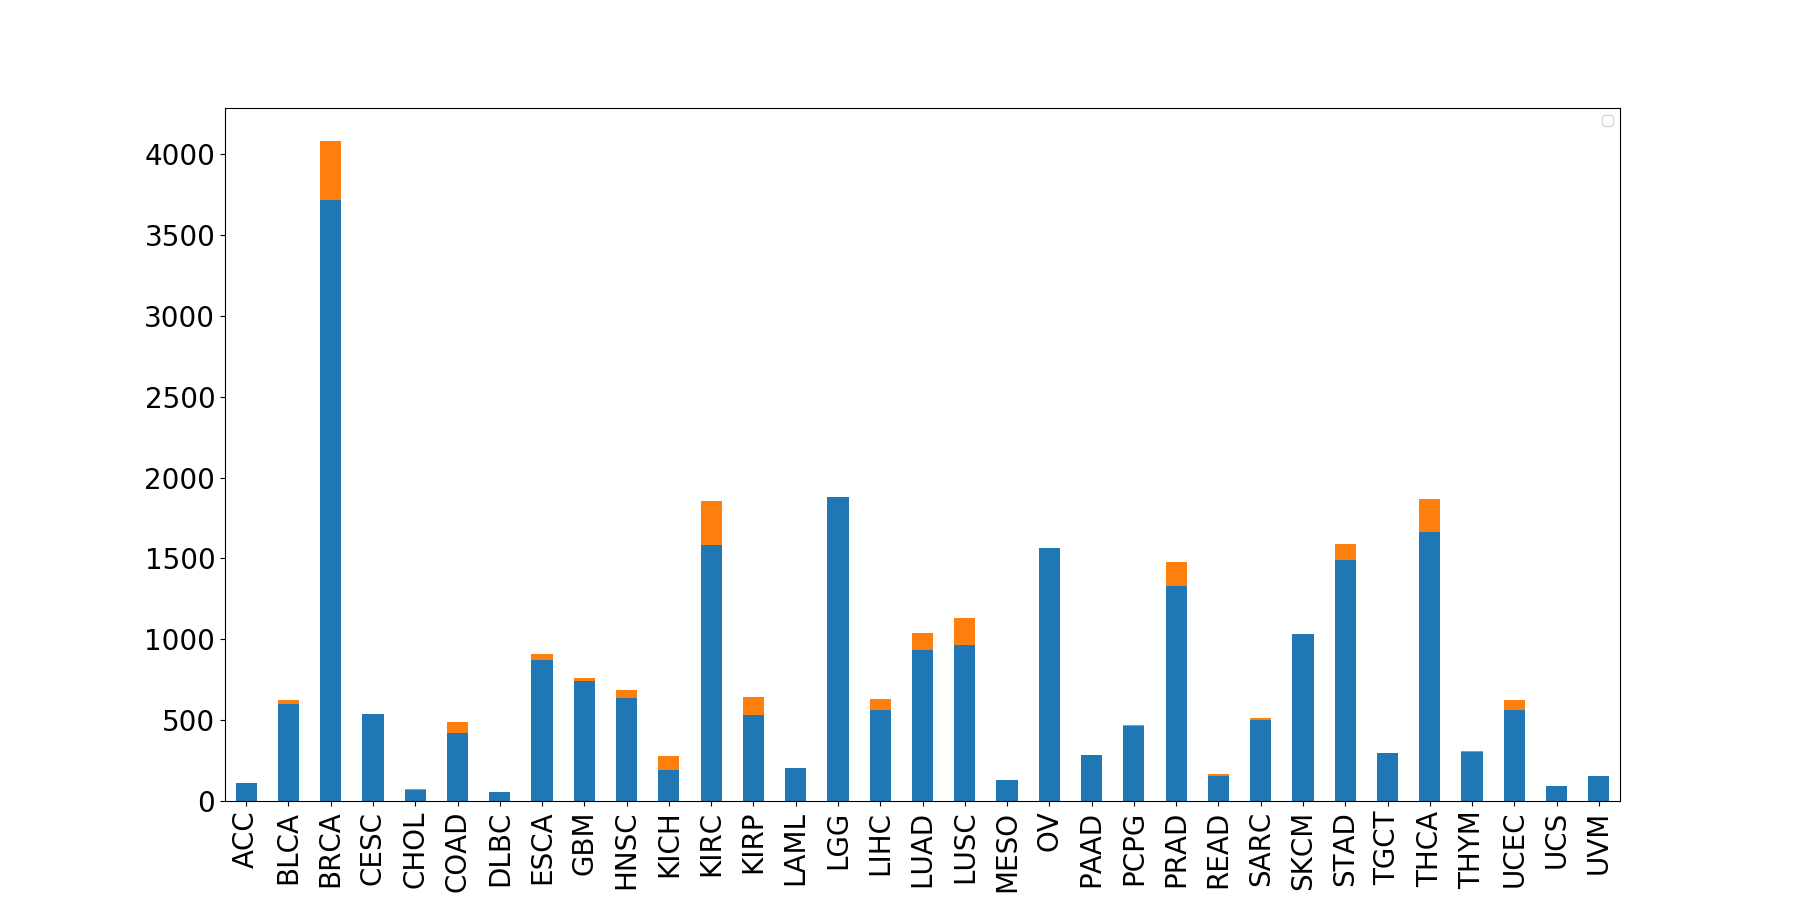 4000
3500
3000
2500
2000
1500
1000
500
0
ACC
BLCA
BRCA
CESC
CHOL
COAD
DLBC
ESCA
GBM
HNSC
KICH
KIRC
KIRP
LAML
LGG
LIHC
LUAD
LUSC
MESO
OV
PAAD
PCPG
PRAD
READ
SARC
SKCM
STAD
TGCT
THCA
THYM
UCEC
UCS
UVM